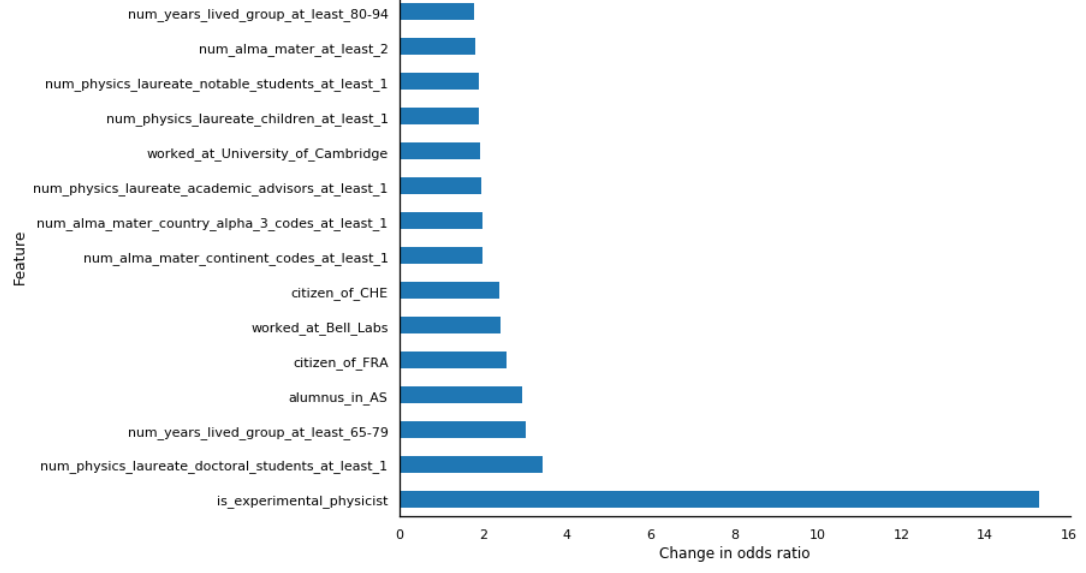 num_years_lived_group_at_least_80-94
num_alma_mater_at_least_2
num_physics_laureate_notable_students_at_least_1
num_physics_laureate_children_at_least_1
worked_at_University_of_Cambridge
num_physics_laureate_academic_advisors_at_least_1
num_alma_mater_country_alpha_3_codes_at_least_1
num_alma_mater_continent_codes_at_least_1
citizen_of_CHE
worked_at_Bell_Labs
citizen_of_FRA
alumnus_in_AS
num_years_lived_group_at_least_65-79
num_physics_laureate_doctoral_students_at_least_1
is_experimental_physicist
Feature
0 2 4 6 8 10 12 14 16
Change in odds ratio